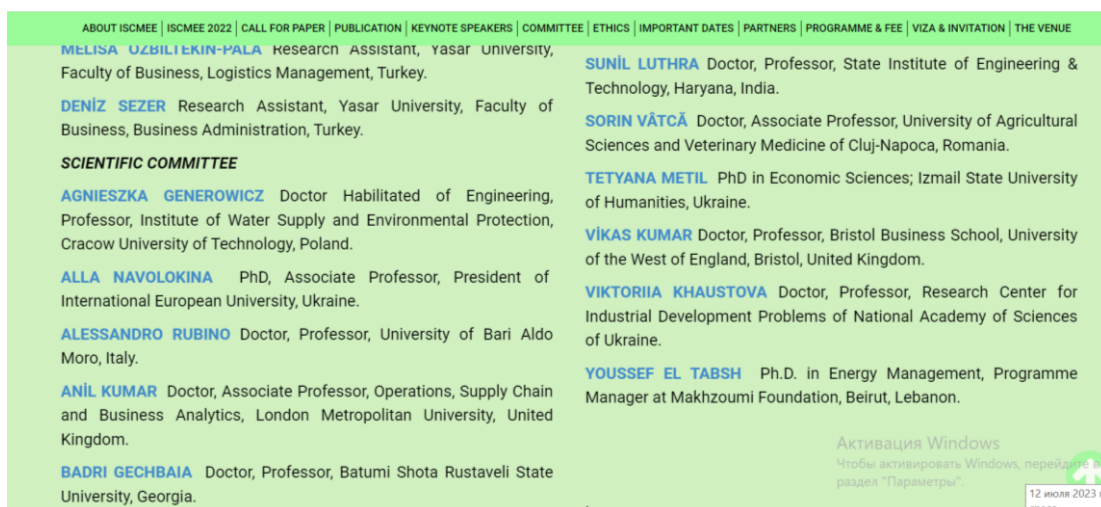 ABOUT ISCMEE | ISCMEE 2022 | CALL FOR PAPER | PUBLICATION | KEYNOTE SPEAKERS | COMMITTEE | ETHICS | IMPORTANT DATES | PARTNERS | PROGRAMME & FEE | VIZA & INVITATION | THE VENUE
MELISA ÖZBİLTEKİN-PALA Research Assistant, Yasar University,
Faculty of Business, Logistics Management, Turkey.
DENİZ SEZER Research Assistant, Yasar University, Faculty of
Business, Business Administration, Turkey.
SCIENTIFIC COMMITTEE
AGNIESZKA GENEROWICZ Doctor Habilitated of Engineering,
Professor, Institute of Water Supply and Environmental Protection,
Cracow University of Technology, Poland.
ALLA NAVOLOKINA PhD, Associate Professor, President of
International European University, Ukraine.
ALESSANDRO RUBINO Doctor, Professor, University of Bari Aldo
Moro, Italy.
ANİL KUMAR Doctor, Associate Professor, Operations, Supply Chain
and Business Analytics, London Metropolitan University, United
Kingdom.
BADRI GECHBAIA Doctor, Professor, Batumi Shota Rustaveli State
University, Georgia.
SUNİL LUTHRA Doctor, Professor, State Institute of Engineering &
Technology, Haryana, India.
SORIN VÂTCĂ Doctor, Associate Professor, University of Agricultural
Sciences and Veterinary Medicine of Cluj-Napoca, Romania.
TETYANA METIL PhD in Economic Sciences; Izmail State University
of Humanities, Ukraine.
VİKAS KUMAR Doctor, Professor, Bristol Business School, University
of the West of England, Bristol, United Kingdom.
VIKTORIIA KHAUSTOVA Doctor, Professor, Research Center for
Industrial Development Problems of National Academy of Sciences
of Ukraine.
YOUSSEF EL TABSH Ph.D. in Energy Management, Programme
Manager at Makhzoumi Foundation, Beirut, Lebanon.
Активация Windows
Чтобы активировать Windows, перейдите в
раздел "Параметры".
12 июля 2023